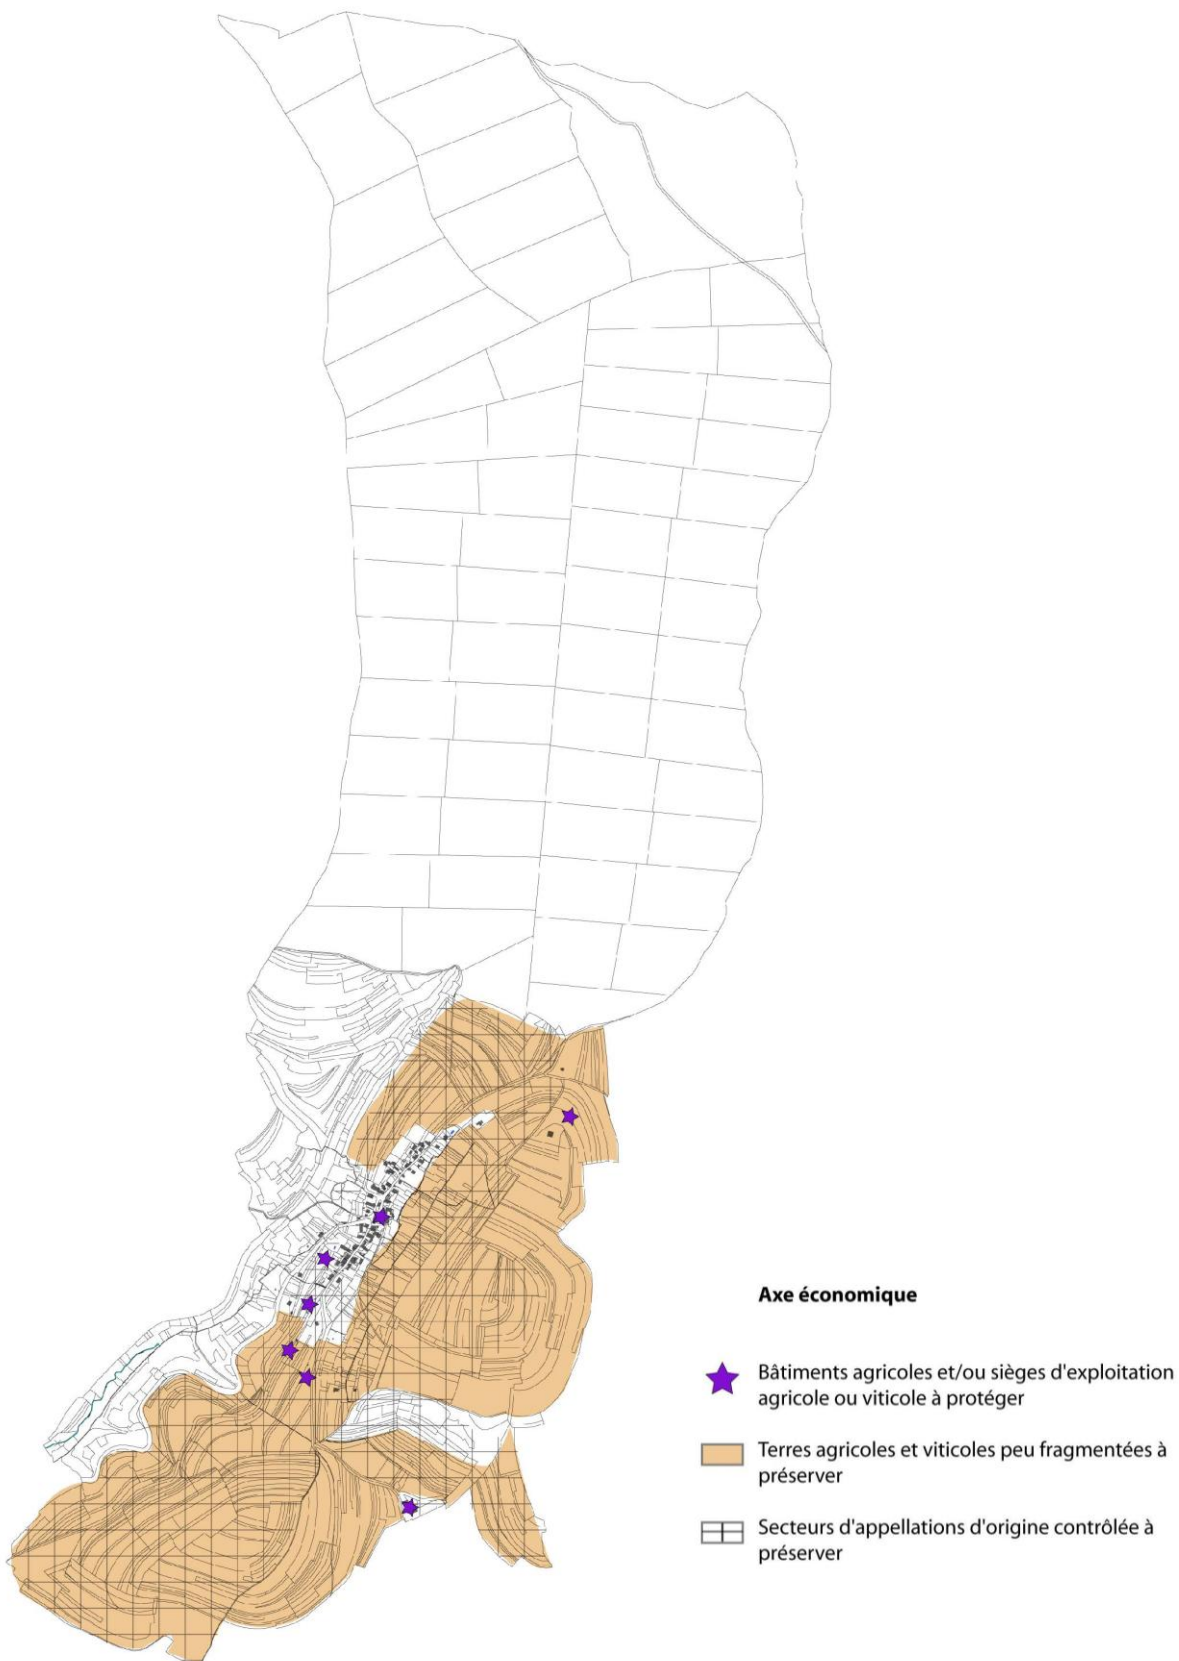 Axe économique
Bâtiments agricoles et/ou sièges d'exploitation
agricole ou viticole à protéger
Terres agricoles et viticoles peu fragmentées à
préserver
Secteurs d'appellations d'origine contrôlée à
préserver